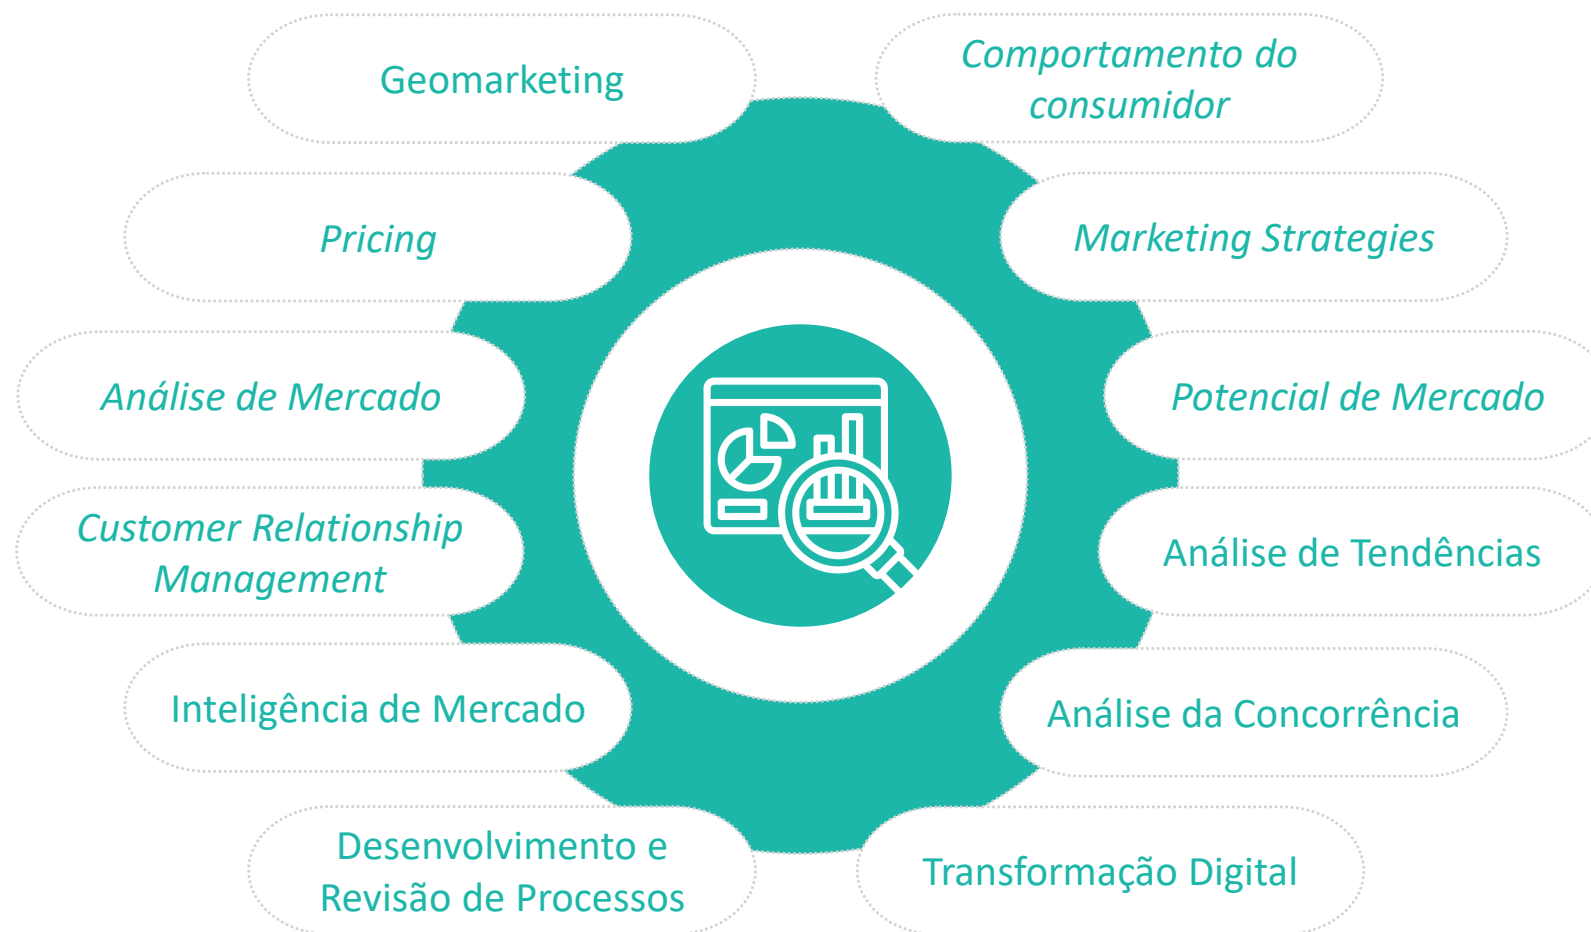 Geomarketing
Comportamento do
consumidor
Pricing
Marketing Strategies
Análise de Mercado
Potencial de Mercado
Customer Relationship
Management
Análise de Tendências
Inteligência de Mercado
Análise da Concorrência
Desenvolvimento e
Revisão de Processos
Transformação Digital